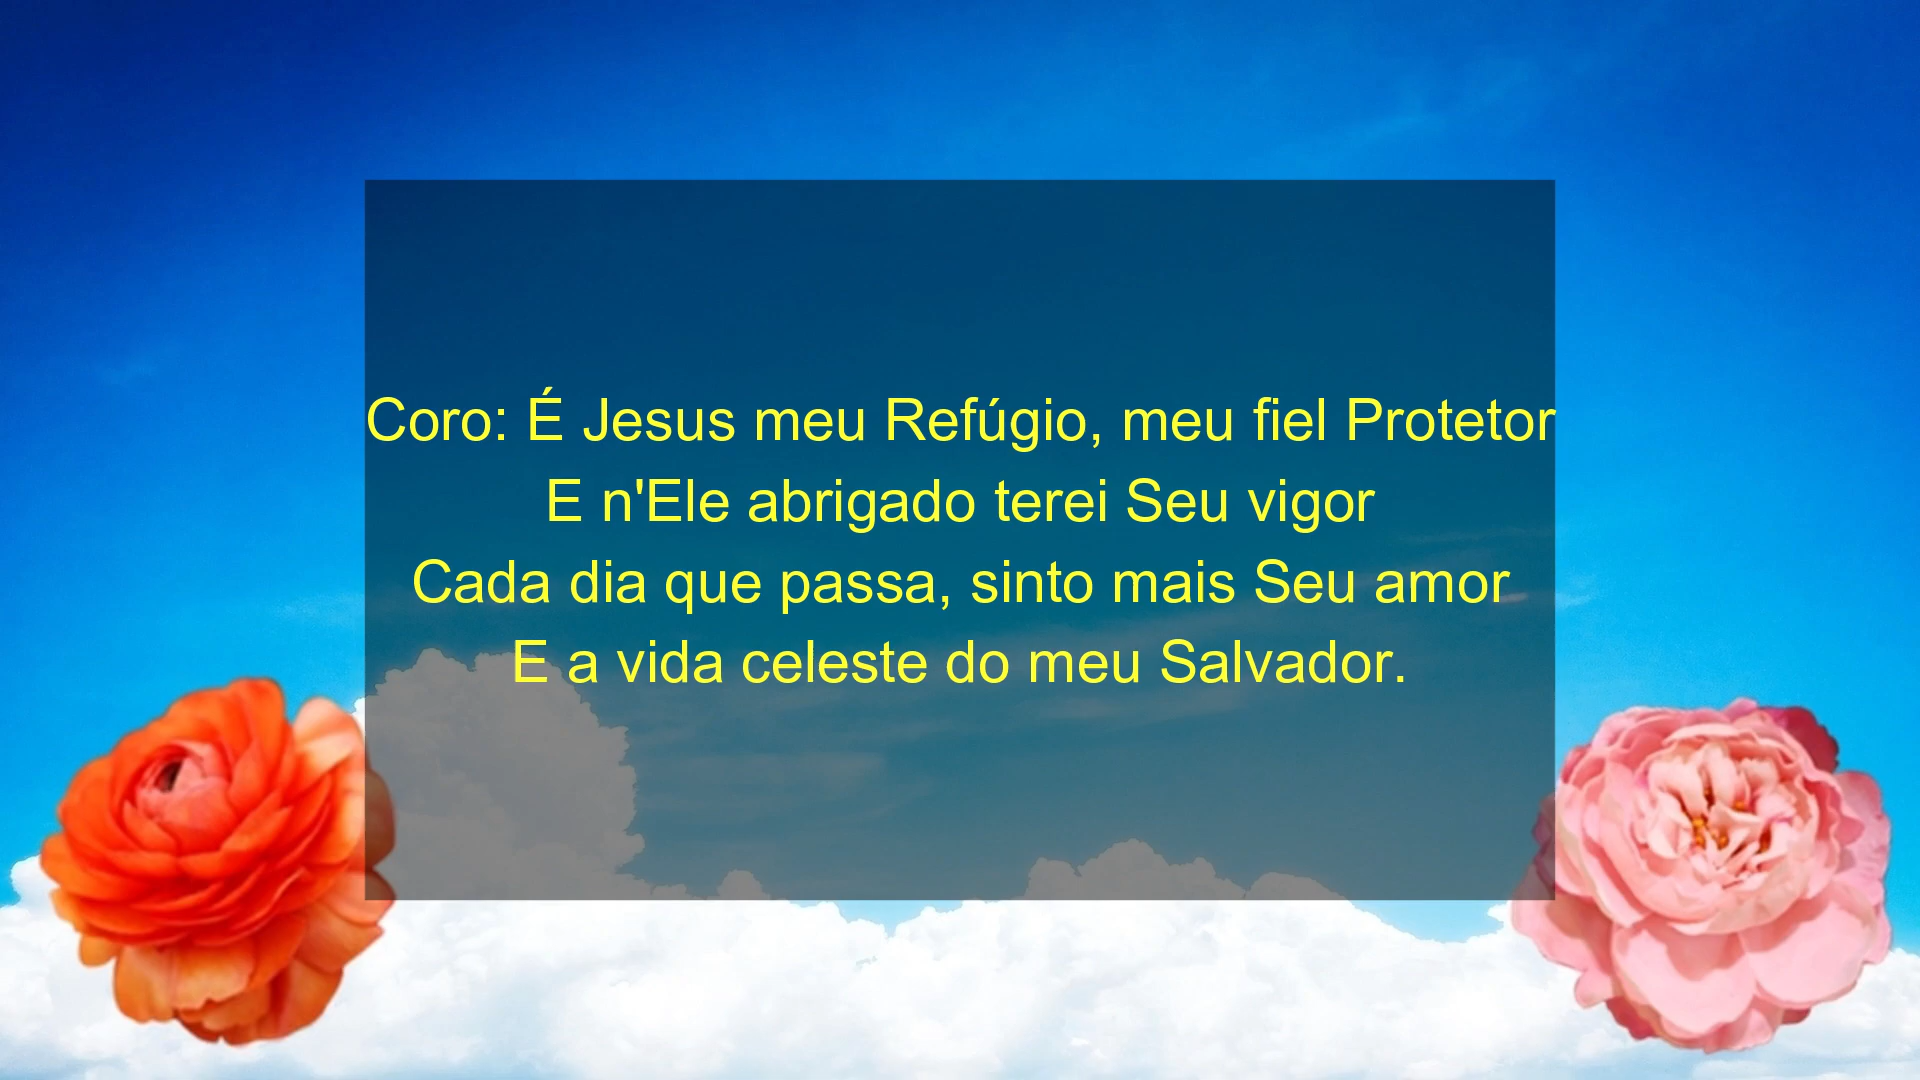 Coro: É Jesus meu Refúgio, meu fiel Protetor
E n'Ele abrigado terei Seu vigor
Cada dia que passa, sinto mais Seu amor
E a vida celeste do meu Salvador.